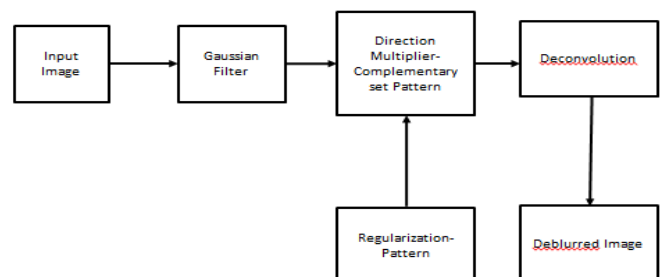 Input
Image
Gaussian
Filter
Direction
Multiplier-
Complementary
set Pattern
Deconvolution
Regularization-
Pattern
Deblurred Image